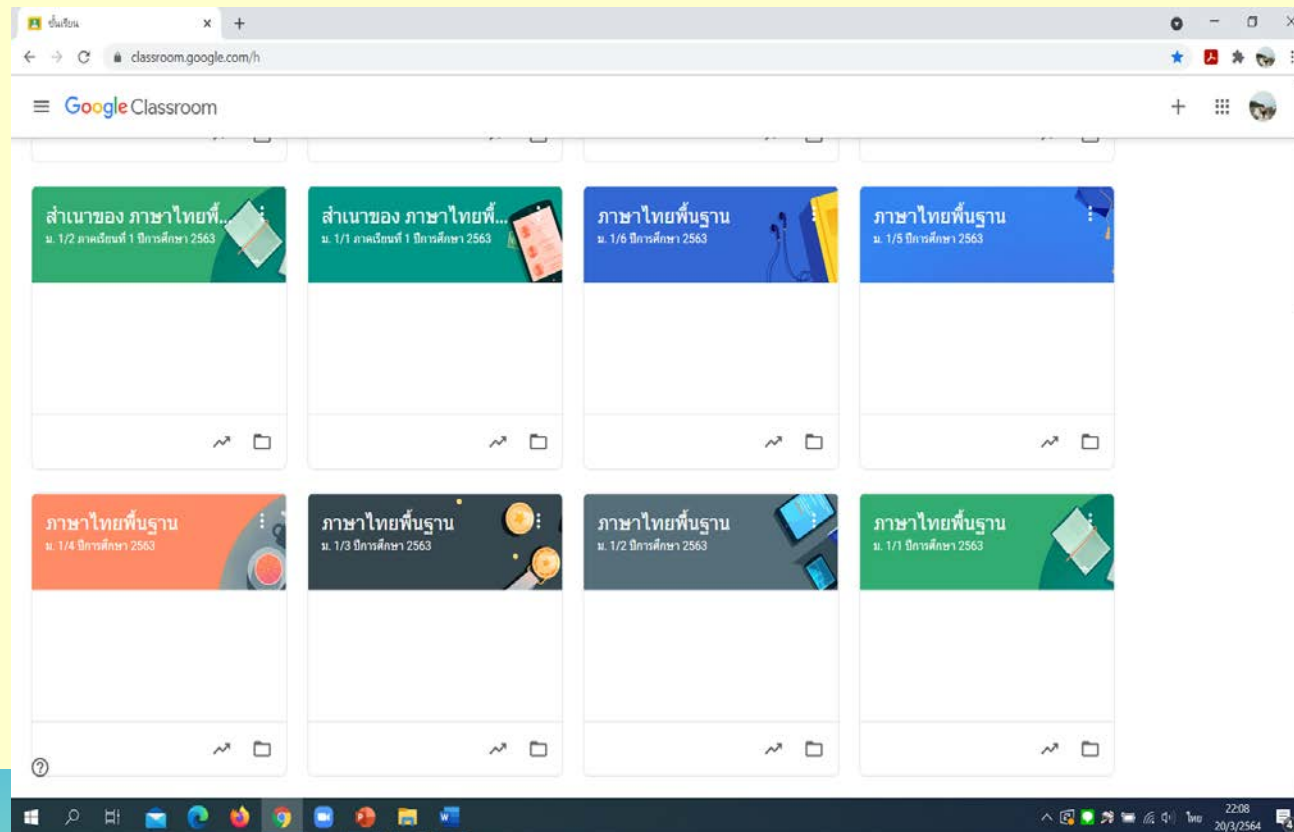 ชั้นเรียน
classroom.google.com/h
Google Classroom
สำเนาของ ภาษาไทยพื้...
ม. 1/2 ภาคเรียนที่ 1 ปีการศึกษา 2563
สำเนาของ ภาษาไทยพื้...
ม. 1/1 ภาคเรียนที่ 1 ปีการศึกษา 2563
ภาษาไทยพื้นฐาน
ม. 1/6 ปีการศึกษา 2563
ภาษาไทยพื้นฐาน
ม. 1/5 ปีการศึกษา 2563
ภาษาไทยพื้นฐาน
ม. 1/4 ปีการศึกษา 2563
ภาษาไทยพื้นฐาน
ม. 1/3 ปีการศึกษา 2563
ภาษาไทยพื้นฐาน
ม. 1/2 ปีการศึกษา 2563
ภาษาไทยพื้นฐาน
ม. 1/1 ปีการศึกษา 2563
ไทย
22:08
20/3/2564
4